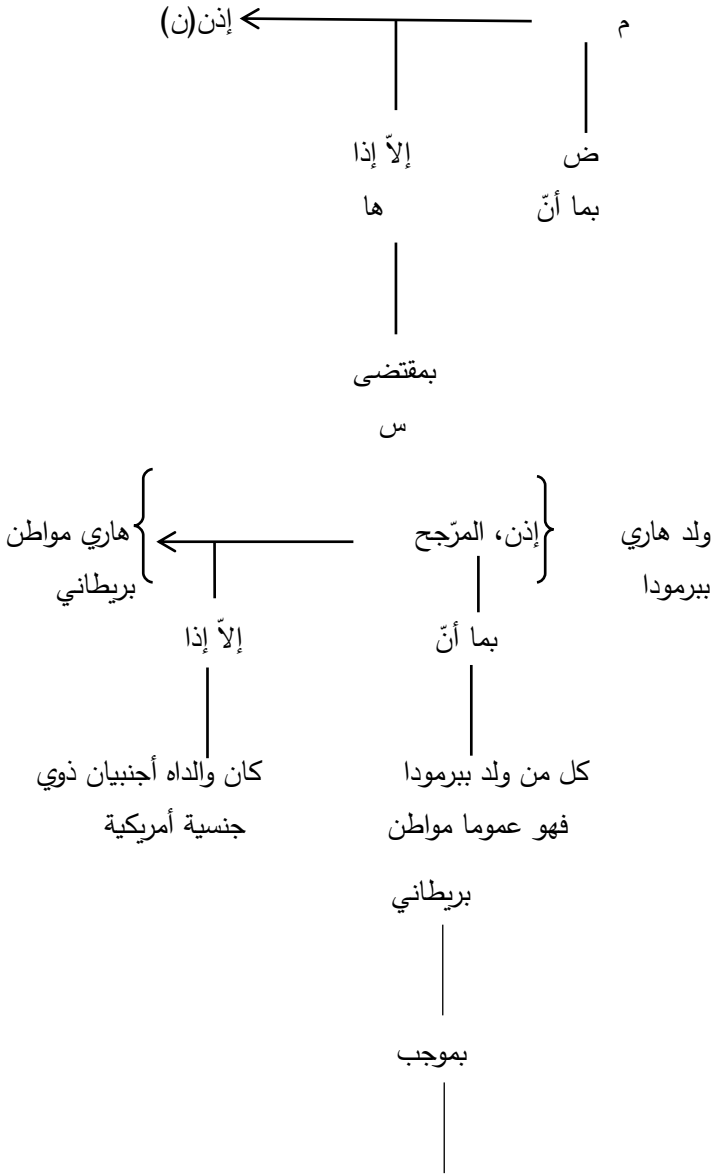 م إذن(ن)
ض إلاّ إذا
بما أنّ ها
بمقتضى
س
ولد هاري إذن، المرّجح هاري مواطن
ببرمودا بريطاني
بما أنّ إلاّ إذا
كل من ولد ببرمودا كان والداه أجنبيان ذوي
فهو عموما مواطن جنسية أمريكية
بريطاني
بموجب